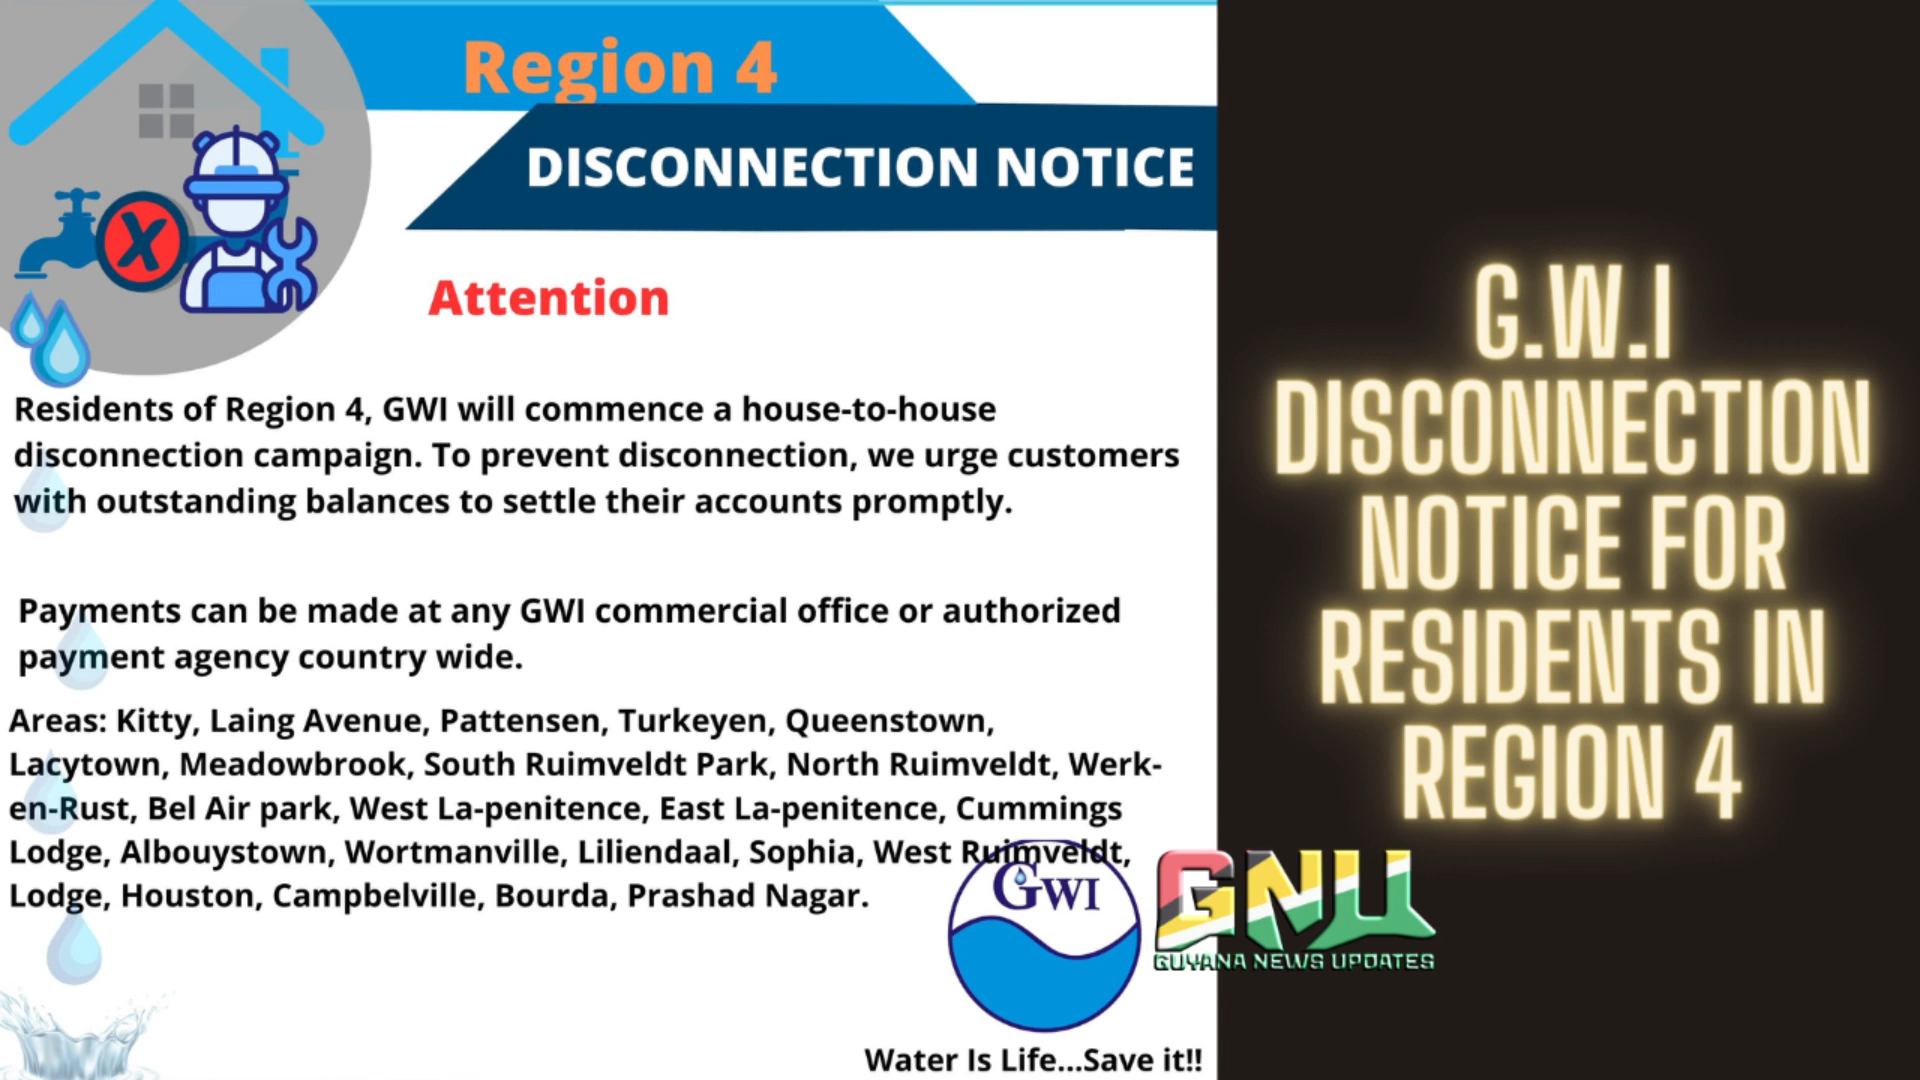 Region 4
DISCONNECTION NOTICE
X
Attention
Residents of Region 4, GWI will commence a house-to-house
disconnection campaign. To prevent disconnection, we urge customers
with outstanding balances to settle their accounts promptly.
Payments can be made at any GWI commercial office or authorized
payment agency country wide.
Areas: Kitty, Laing Avenue, Pattensen, Turkeyen, Queenstown,
Lacytown, Meadowbrook, South Ruimveldt Park, North Ruimveldt, Werk-
en-Rust, Bel Air park, West La-penitence, East La-penitence, Cummings
Lodge, Albouystown, Wortmanville, Liliendaal, Sophia, West Ruimveldt,
Lodge, Houston, Campbelville, Bourda, Prashad Nagar.
GWI
Water Is Life...Save it!!
G.W.I
DISCONNECTION
NOTICE FOR
RESIDENTS IN
REGION 4
GNU
GUYANA NEWS UPDATES